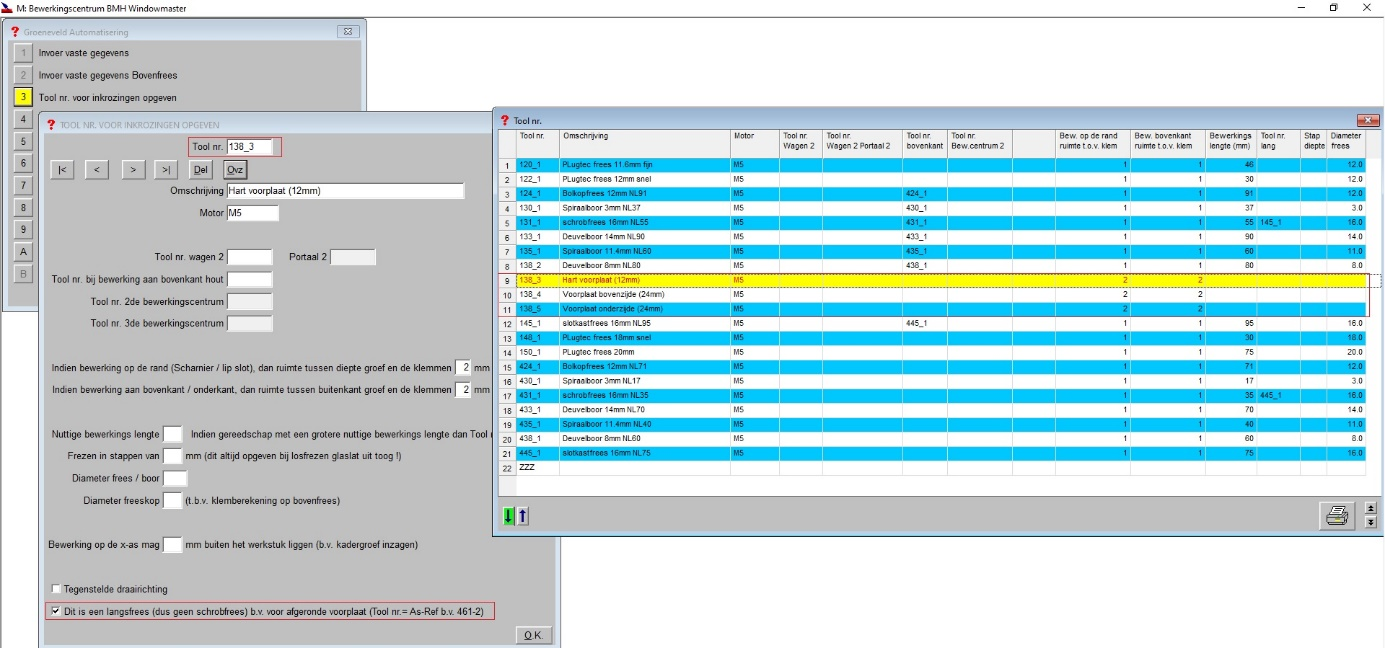 M: Bewerkingscentrum BMH Windowmaster
Groeneveld Automatisering
1 Invoer vaste gegevens
2 Invoer vaste gegevens Bovenfrees
3 Tool nr. voor inkrozingen opgeven
4
5
6
7
8
9
A
B
TOOL NR. VOOR INKROZINGEN OPGEVEN
Tool nr. 138_3
|< < > >| Del Ovz
Omschrijving Hart voorplaat (12mm)
Motor M5
Tool nr. wagen 2 Portaal 2
Tool nr. bij bewerking aan bovenkant hout
Tool nr. 2de bewerkingscentrum
Tool nr. 3de bewerkingscentrum
Indien bewerking op de rand (Scharnier / lip slot), dan ruimte tussen diepte groef en de klemmen 2 mm
Indien bewerking aan bovenkant / onderkant, dan ruimte tussen buitenkant groef en de klemmen 2 mm
Nuttige bewerkings lengte Indien gereedschap met een grotere nuttige bewerkings lengte dan Tool
Frezen in stappen van mm (dit altijd opgeven bij losfrezen glaslat uit toog !)
Diameter frees / boor
Diameter freeskop (t.b.v. klemberekening op bovenfrees)
Bewerking op de x-as mag mm buiten het werkstuk liggen (b.v. kadergroef inzagen)
Tegenstelde draairichting
Dit is een langsfrees (dus geen schrobfrees) b.v. voor afgeronde voorplaat (Tool nr.= As-Ref b.v. 461-2)
O.K.
Tool nr.
Tool nr. Omschrijving Motor Tool nr. Wagen 2 Tool nr. Wagen 2 Portaal 2 Tool nr. bovenkant Tool nr. Bew.centrum 2 Bew. op de rand ruimte t.o.v. klem Bew. bovenkant ruimte t.o.v. klem Bewerkings lengte (mm) Tool nr. lang Stap diepte Diameter frees
1 120_1 PLugtec frees 11.6mm fijn M5 1 1 46 12.0
2 122_1 PLugtec frees 12mm snel M5 1 1 30 12.0
3 124_1 Bolkopfrees 12mm NL91 M5 424_1 1 1 91 12.0
4 130_1 Spiraalboor 3mm NL37 M5 430_1 1 1 37 3.0
5 131_1 schrobfrees 16mm NL55 M5 431_1 1 1 55 145_1 16.0
6 133_1 Deuvelboor 14mm NL90 M5 433_1 1 1 90 14.0
7 135_1 Spiraalboor 11.4mm NL60 M5 435_1 1 1 60 11.0
8 138_2 Deuvelboor 8mm NL80 M5 438_1 1 1 80 8.0
9 138_3 Hart voorplaat (12mm) M5 2 2
10 138_4 Voorplaat bovenzijde (24mm) M5 2 2
11 138_5 Voorplaat onderzijde (24mm) M5 2 2
12 145_1 slotkastfrees 16mm NL95 M5 445_1 1 1 95 16.0
13 148_1 PLugtec frees 18mm snel M5 1 1 30 18.0
14 150_1 PLugtec frees 20mm M5 1 1 75 20.0
15 424_1 Bolkopfrees 12mm NL71 M5 1 1 71 12.0
16 430_1 Spiraalboor 3mm NL17 M5 1 1 17 3.0
17 431_1 schrobfrees 16mm NL35 M5 1 1 35 445_1 16.0
18 433_1 Deuvelboor 14mm NL70 M5 1 1 70 14.0
19 435_1 Spiraalboor 11.4mm NL40 M5 1 1 40 11.0
20 438_1 Deuvelboor 8mm NL60 M5 1 1 60 8.0
21 445_1 slotkastfrees 16mm NL75 M5 1 1 75 16.0
22 ZZZ